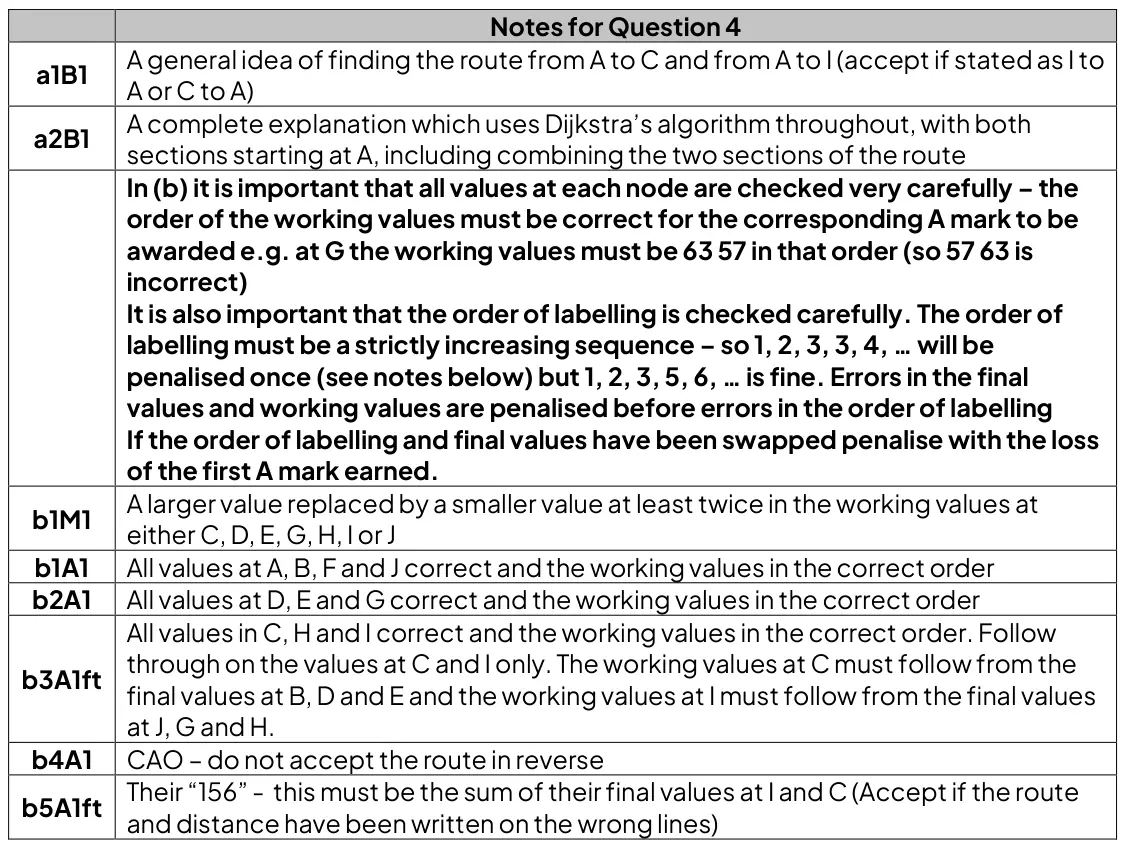 Notes for Question 4
a1B1
A general idea of finding the route from A to C and from A to I (accept if stated as I to
A or C to A)
a2B1
A complete explanation which uses Dijkstra’s algorithm throughout, with both
sections starting at A, including combining the two sections of the route
In (b) it is important that all values at each node are checked very carefully – the
order of the working values must be correct for the corresponding A mark to be
awarded e.g. at G the working values must be 63 57 in that order (so 57 63 is
incorrect)
It is also important that the order of labelling is checked carefully. The order of
labelling must be a strictly increasing sequence – so 1, 2, 3, 3, 4, … will be
penalised once (see notes below) but 1, 2, 3, 5, 6, … is fine. Errors in the final
values and working values are penalised before errors in the order of labelling
If the order of labelling and final values have been swapped penalise with the loss
of the first A mark earned.
b1M1
A larger value replaced by a smaller value at least twice in the working values at
either C, D, E, G, H, I or J
b1A1
All values at A, B, F and J correct and the working values in the correct order
b2A1
All values at D, E and G correct and the working values in the correct order
b3A1ft
All values in C, H and I correct and the working values in the correct order. Follow
through on the values at C and I only. The working values at C must follow from the
final values at B, D and E and the working values at I must follow from the final values
at J, G and H.
b4A1
CAO – do not accept the route in reverse
b5A1ft
Their “156” - this must be the sum of their final values at I and C (Accept if the route
and distance have been written on the wrong lines)